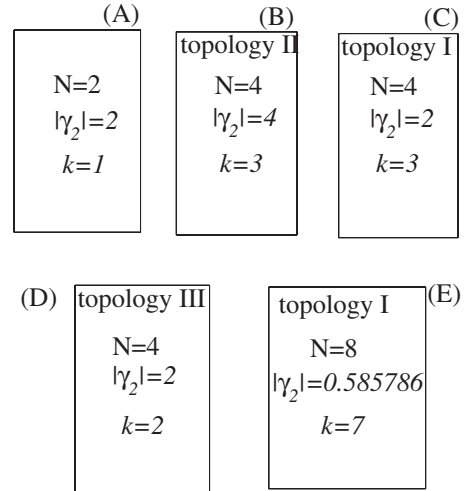 (A)
N=2
|γ₂|=2
k=1
(B)
topology II
N=4
|γ₂|=4
k=3
(C)
topology I
N=4
|γ₂|=2
k=3
(D)
topology III
N=4
|γ₂|=2
k=2
(E)
topology I
N=8
|γ₂|=0.585786
k=7